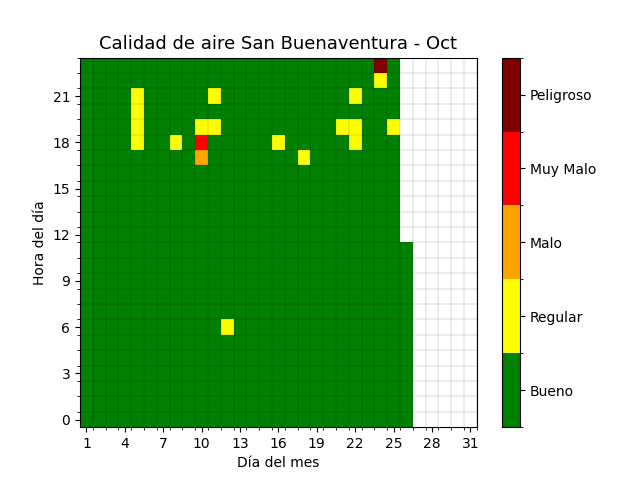 Calidad de aire San Buenaventura - Oct
Hora del día
21
18
15
12
9
6
3
0
1 4 7 10 13 16 19 22 25 28 31
Día del mes
Peligroso
Muy Malo
Malo
Regular
Bueno